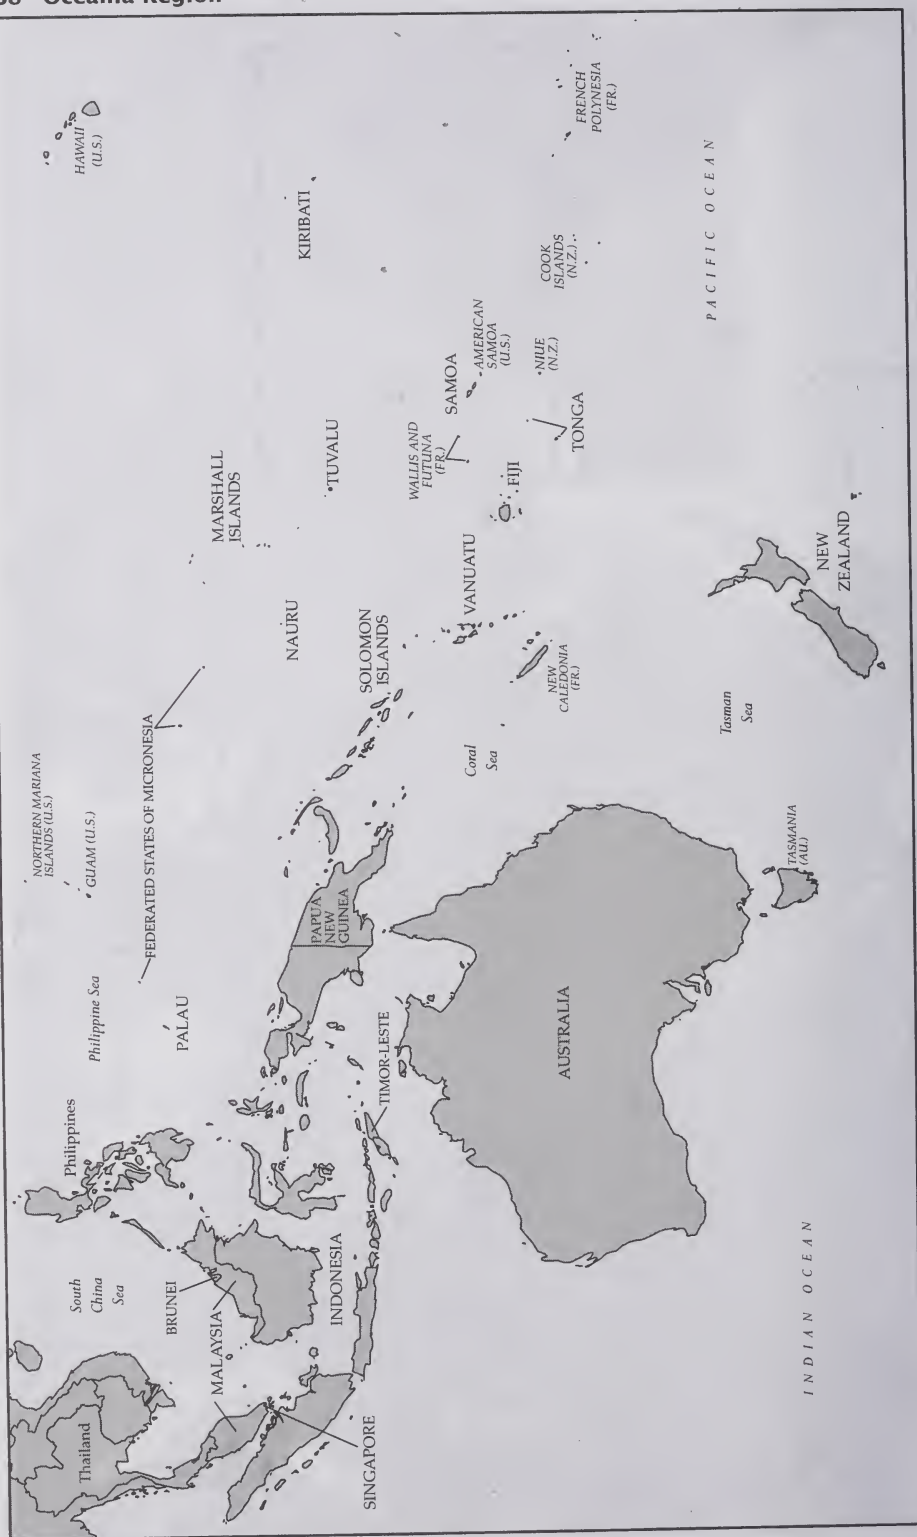 Oceania Region
HAWAII
(U.S.)
FRENCH
POLYNESIA
(FR.)
KIRIBATI
COOK
ISLANDS
(N.Z.)
PACIFIC OCEAN
AMERICAN
SAMOA
(U.S.)
SAMOA
NIUE
(N.Z.)
TONGA
WALLIS AND
FUTUNA
(FR.)
TUVALU
FIJI
MARSHALL
ISLANDS
VANUATU
NAURU
SOLOMON
ISLANDS
NEW
CALEDONIA
(FR.)
NEW
ZEALAND
Tasman
Sea
Coral
Sea
FEDERATED STATES OF MICRONESIA
NORTHERN MARIANA
ISLANDS (U.S.)
GUAM (U.S.)
Philippine Sea
PALAU
PAPUA
NEW
GUINEA
TASMANIA
(AU.)
AUSTRALIA
TIMOR-LESTE
Philippines
South
China
Sea
BRUNEI
MALAYSIA
INDONESIA
SINGAPORE
Thailand
INDIAN OCEAN